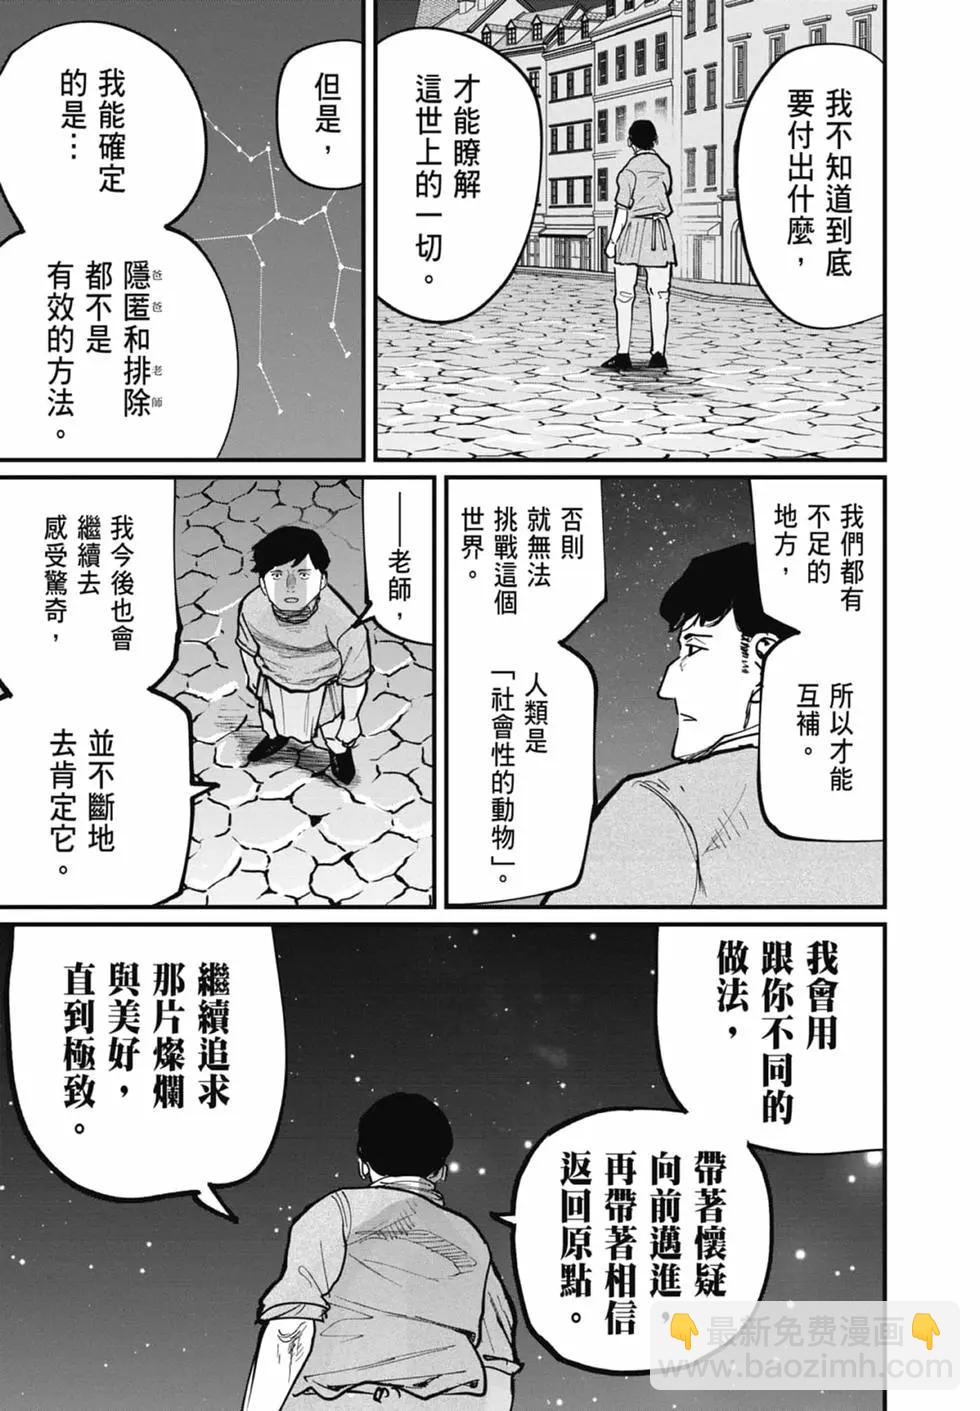 我不知道到底
要付出什麼，
才能瞭解
這世上的一切。
但是，
我能確定
的是…
隱匿和排除
爸爸
老師
都不是
有效的方法。
我們都有
不足的
地方，
所以才能
互補。
否則
就無法
挑戰這個
世界。
人類是
「社會性的動物」。
——老師，
我今後也會
繼續去
感受驚奇，
並不斷地
去肯定它。
我會用
跟你不同的
做法，
帶著懷疑
向前邁進，
再帶著相信
返回原點。
繼續追求
那片燦爛
與美好，
直到極致。
👇最新免费漫画👇
www.baozimh.com